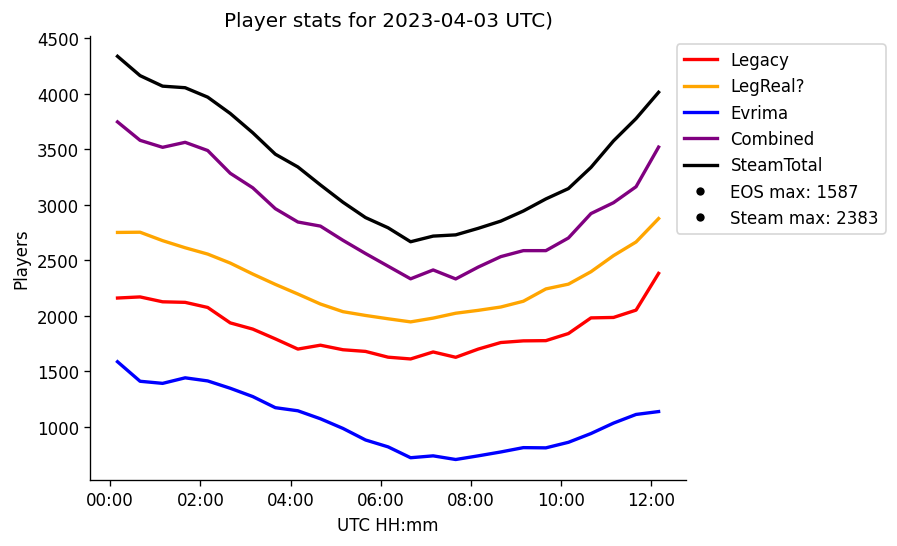 Player stats for 2023-04-03 UTC)
4500
4000
3500
3000
2500
2000
1500
1000
Players
00:00 02:00 04:00 06:00 08:00 10:00 12:00
UTC HH:mm
Legacy
LegReal?
Evrima
Combined
SteamTotal
EOS max: 1587
Steam max: 2383